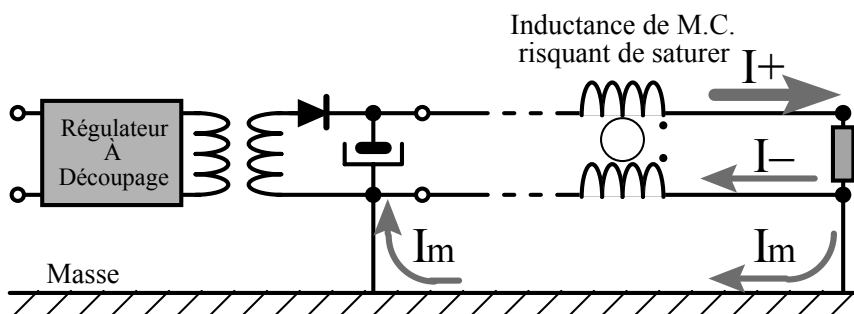 Inductance de M.C.
risquant de saturer
I+
Régulateur
À
Découpage
I−
Im
Im
Masse